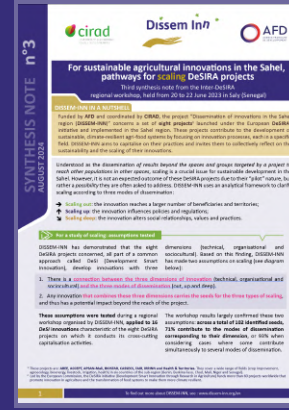 SYNTHESIS NOTE n°3
AUGUST 2024
cirad
Dissem Inn
AFD
For sustainable agricultural innovations in the Sahel,
pathways for scaling DeSIRA projects
Third synthesis note from the Inter-DeSIRA
regional workshop, held from 20 to 22 June 2023 in Saly (Senegal)
DISSEM-INN IN A NUTSHELL
Funded by AFD and coordinated by CIRAD, the project "Dissemination of Innovations in the Sahel
region (DISSEM-INN)" concerns a set of eight projects¹ launched under the European DeSIRA
initiative and implemented in the Sahel region. These projects contribute to the development of
sustainable, climate-resilient agri-food systems by focusing on innovation processes, each in a specific
field. DISSEM-INN aims to capitalise on their practices and invites them to collectively reflect on the
sustainability and the scaling of their innovations.
Understood as the dissemination of results beyond the spaces and groups targeted by a project to
reach other populations in other spaces, scaling is a crucial issue for sustainable development in the
Sahel. However, it is not an expected outcome of these DeSIRA projects due to their "pilot" nature, but
rather a possibility they are often asked to address. DISSEM-INN uses an analytical framework to clarify
scaling according to three modes of dissemination:
→ Scaling out: the innovation reaches a larger number of beneficiaries and territories;
↑ Scaling up: the innovation influences policies and regulations;
↘ Scaling deep: the innovation alters social relationships, values and practices.
For a study of scaling: assumptions tested
DISSEM-INN has demonstrated that the eight
DeSIRA projects concerned, all part of a common
approach called DeSI (Development Smart
Innovation), develop innovations with three
dimensions (technical, organisational and
sociocultural). Based on this finding, DISSEM-INN
has made two assumptions on scaling (see diagram
below):
1. There is a connection between the three dimensions of innovation (technical, organisational and
sociocultural) and the three modes of dissemination (out, up and deep).
2. Any innovation that combines these three dimensions carries the seeds for the three types of scaling,
and thus has a potential impact beyond the reach of the project.
These assumptions were tested during a regional
workshop organised by DISSEM-INN, applied to
DeSI innovations characteristic of the eight DeSIRA
projects on which it conducts its cross-cutting
capitalisation activities.
The workshop results largely confirmed these two
assumptions: across a total of 102 identified seeds,
contribute to the modes of dissemination
corresponding to their dimension, or 93% when
considering cases where some contribute
simultaneously to several modes of dissemination.
1
To find out more about DISSEM-INN, see :